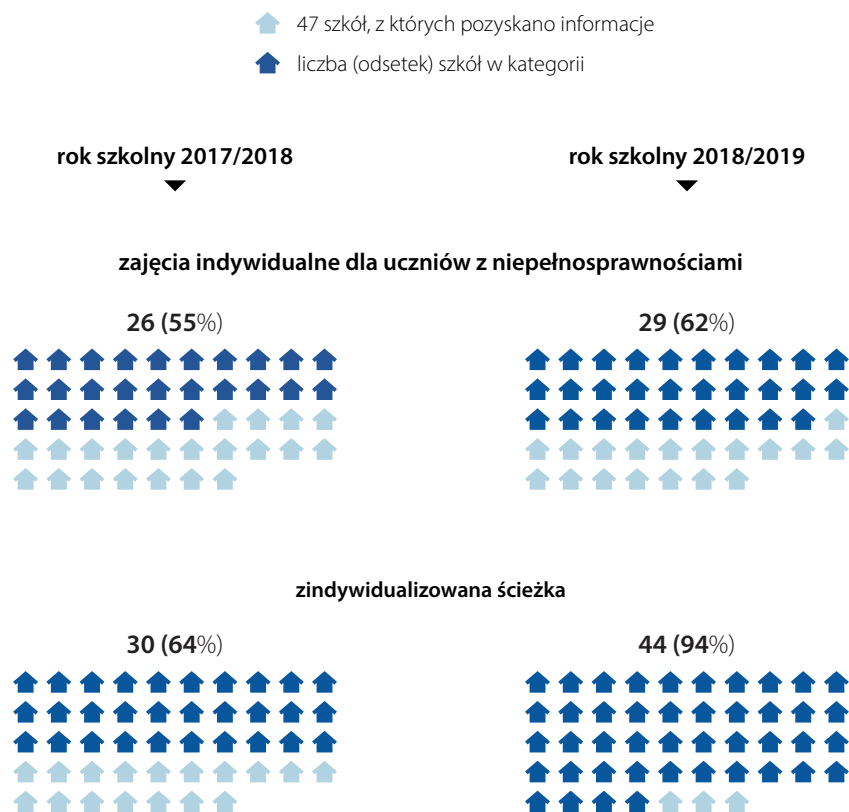 47 szkół, z których pozyskano informacje
liczba (odsetek) szkół w kategorii
rok szkolny 2017/2018
rok szkolny 2018/2019
zajęcia indywidualne dla uczniów z niepełnosprawnościami
26 (55%)
29 (62%)
zindywidualizowana ścieżka
30 (64%)
44 (94%)